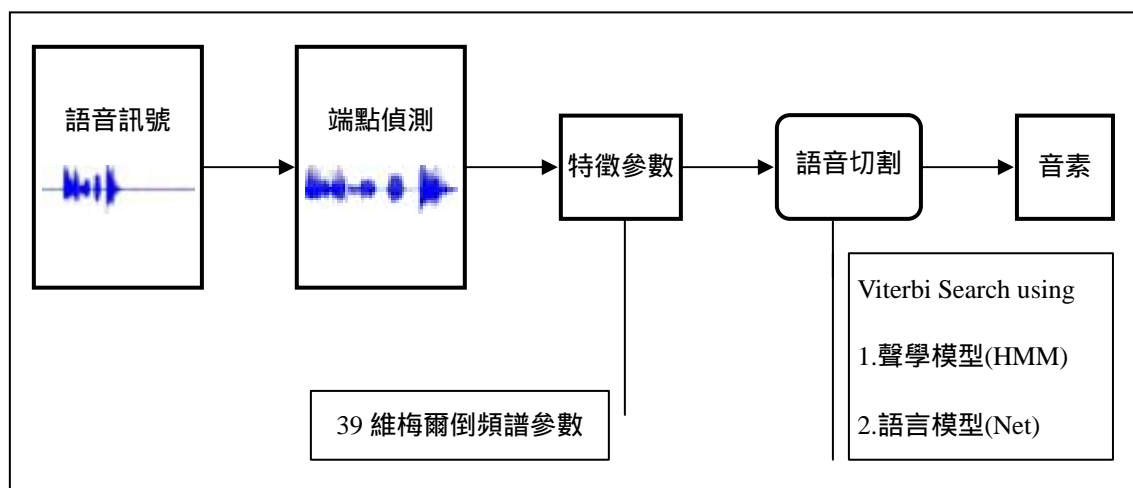 語音訊號
端點偵測
特徵參數
語音切割
音素
39 維梅爾倒頻譜參數
Viterbi Search using
1.聲學模型(HMM)
2.語言模型(Net)